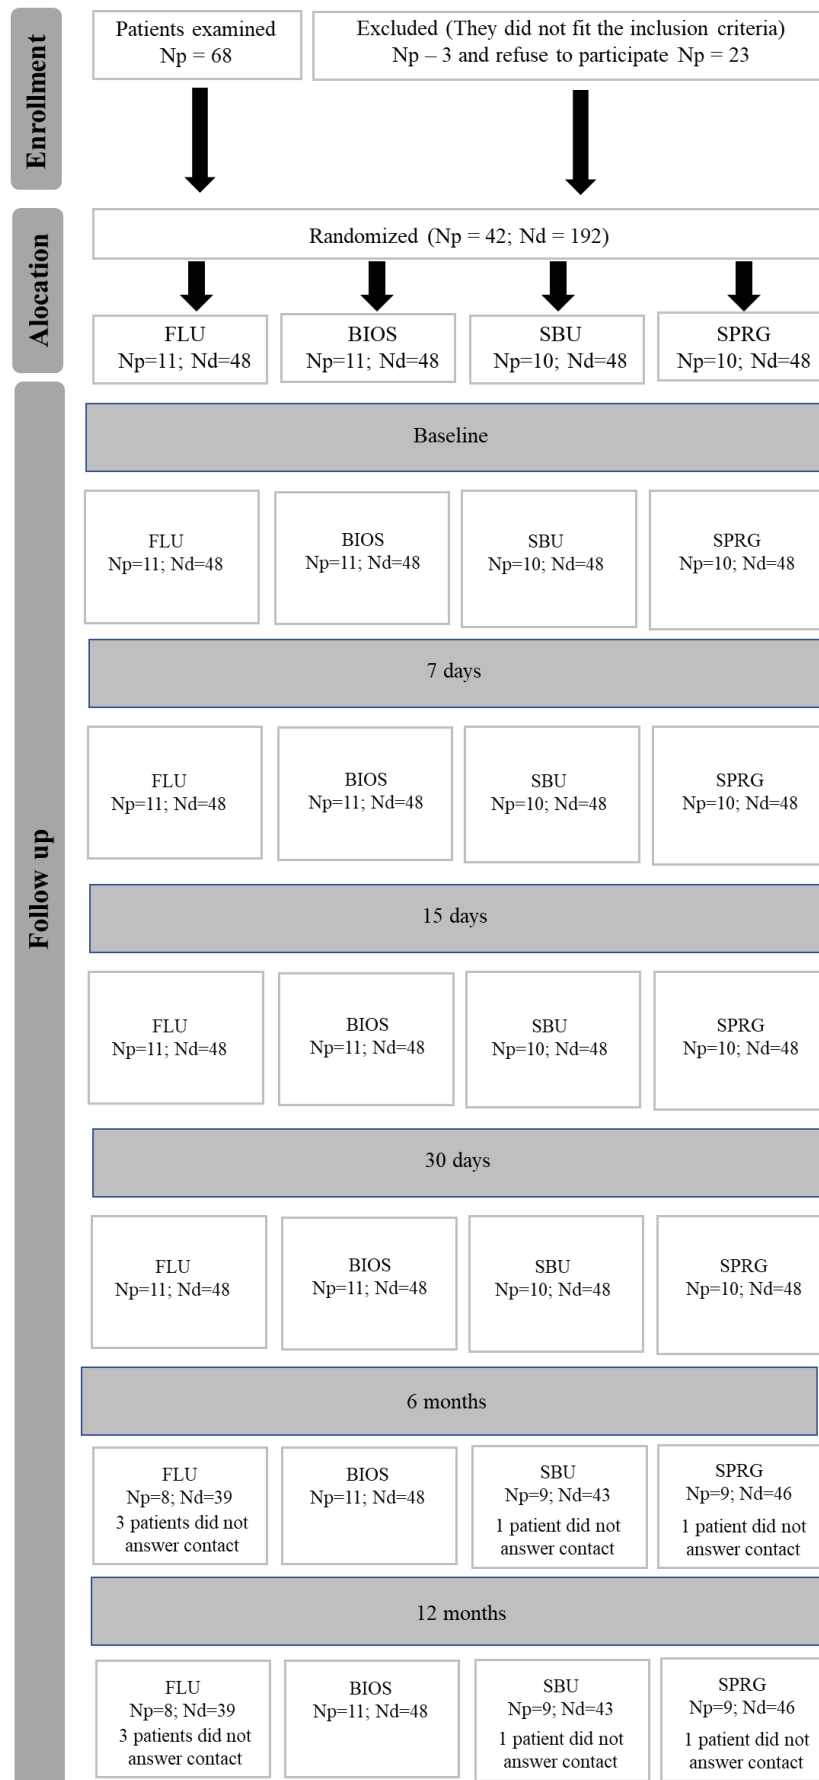 Enrollment
Patients examined
Np = 68
Excluded (They did not fit the inclusion criteria)
Np – 3 and refuse to participate Np = 23
Alocation
Randomized (Np = 42; Nd = 192)
FLU
Np=11; Nd=48
BIOS
Np=11; Nd=48
SBU
Np=10; Nd=48
SPRG
Np=10; Nd=48
Follow up
Baseline
FLU
Np=11; Nd=48
BIOS
Np=11; Nd=48
SBU
Np=10; Nd=48
SPRG
Np=10; Nd=48
7 days
FLU
Np=11; Nd=48
BIOS
Np=11; Nd=48
SBU
Np=10; Nd=48
SPRG
Np=10; Nd=48
15 days
FLU
Np=11; Nd=48
BIOS
Np=11; Nd=48
SBU
Np=10; Nd=48
SPRG
Np=10; Nd=48
30 days
FLU
Np=11; Nd=48
BIOS
Np=11; Nd=48
SBU
Np=10; Nd=48
SPRG
Np=10; Nd=48
6 months
FLU
Np=8; Nd=39
3 patients did not
answer contact
BIOS
Np=11; Nd=48
SBU
Np=9; Nd=43
1 patient did not
answer contact
SPRG
Np=9; Nd=46
1 patient did not
answer contact
12 months
FLU
Np=8; Nd=39
3 patients did not
answer contact
BIOS
Np=11; Nd=48
SBU
Np=9; Nd=43
1 patient did not
answer contact
SPRG
Np=9; Nd=46
1 patient did not
answer contact